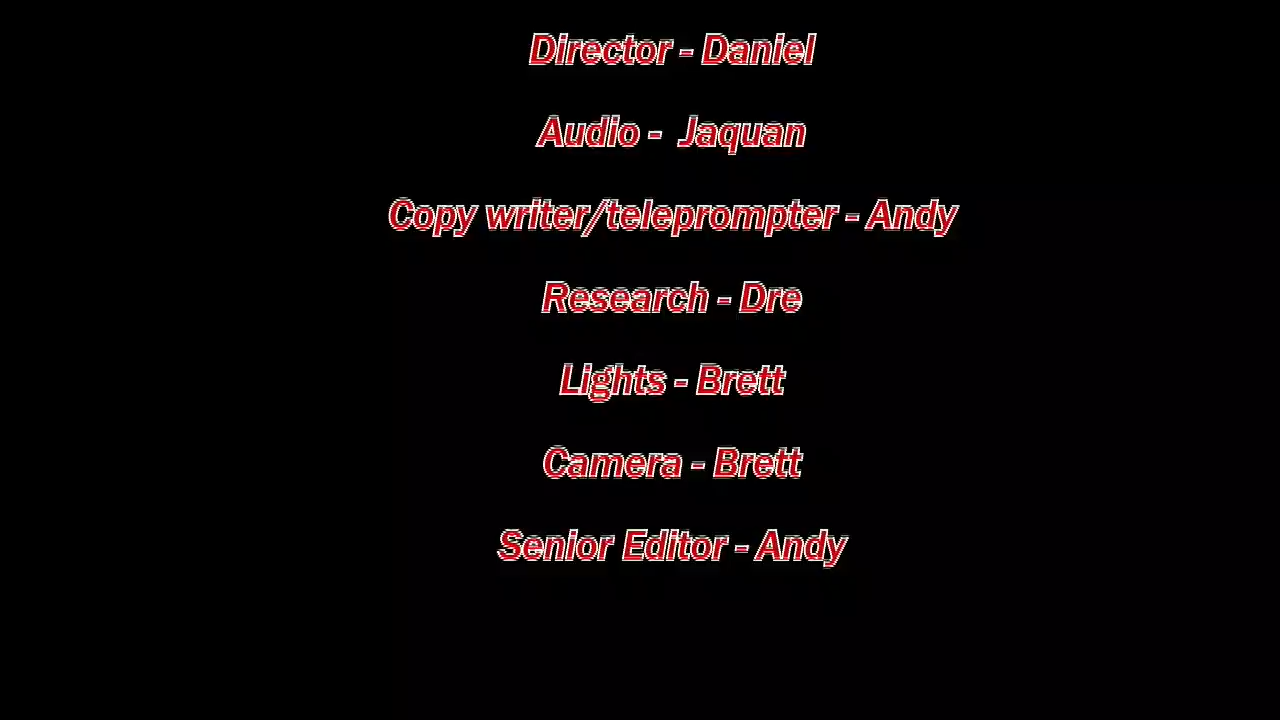 Director - Daniel
Audio -  Jaquan
Copy writer/teleprompter - Andy
Research - Dre
Lights - Brett
Camera - Brett
Senior Editor - Andy